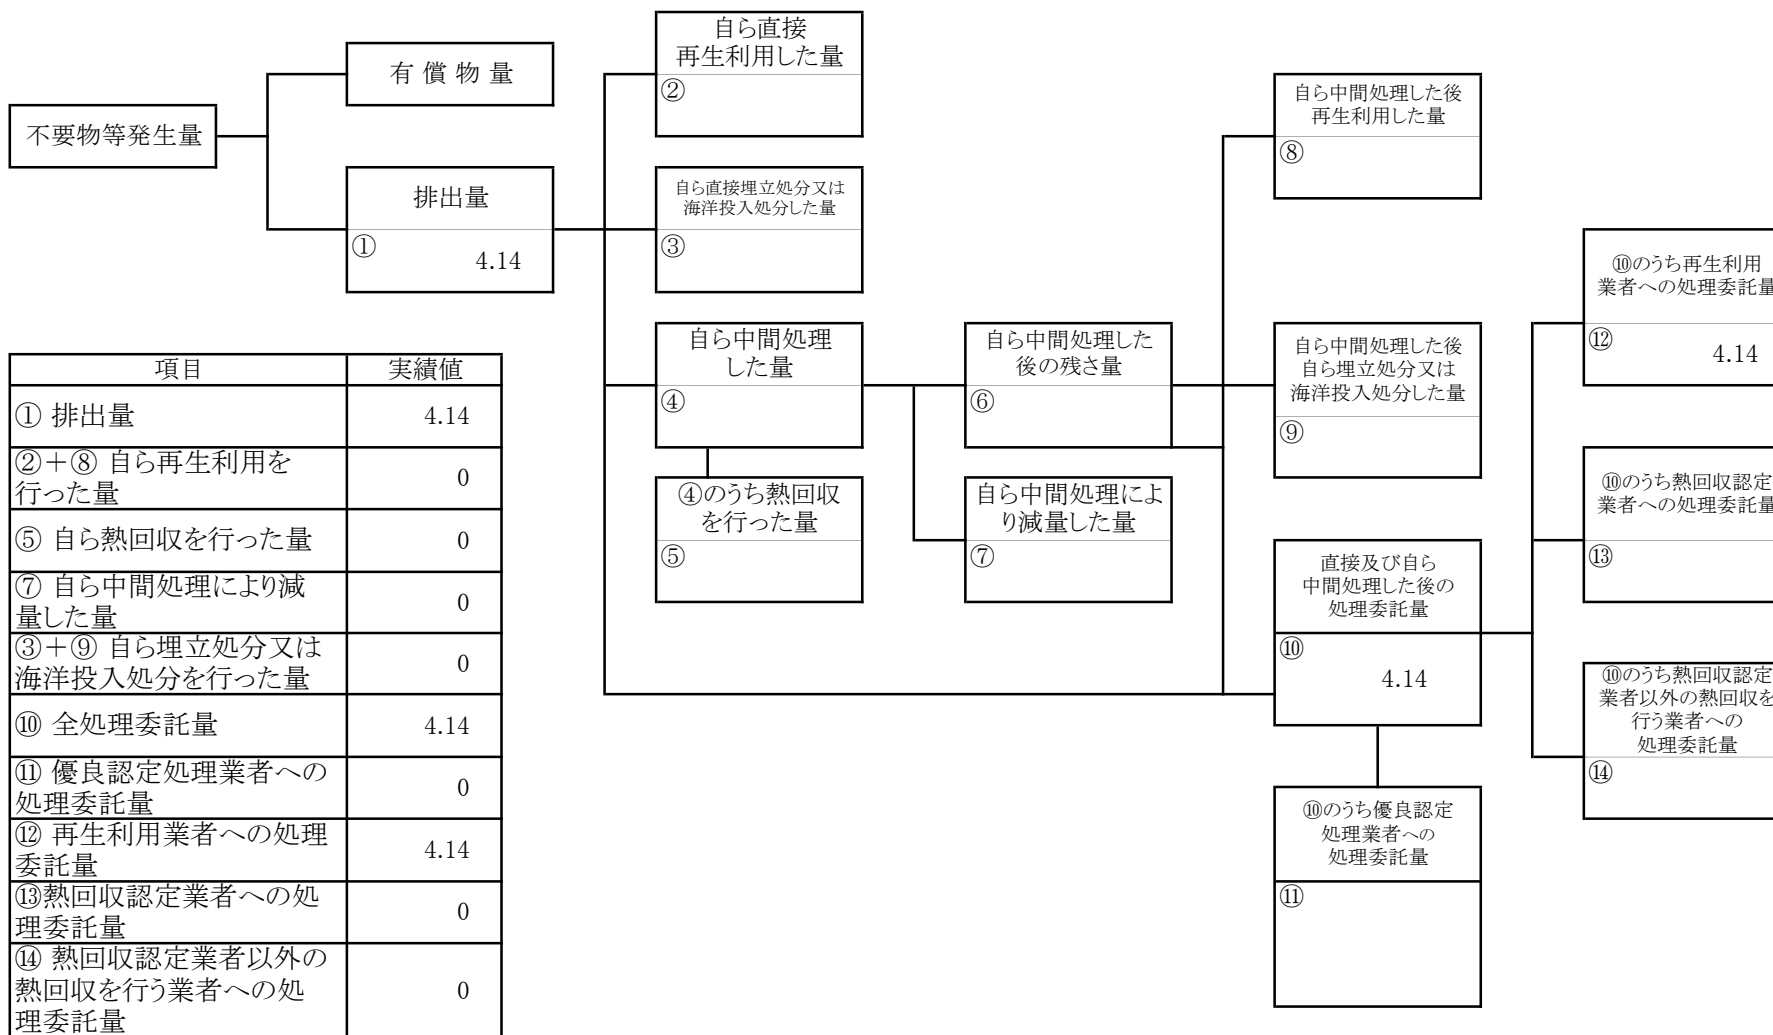 不要物等発生量
有償物量
排出量
①
4.14
自ら直接
再生利用した量
②
自ら直接埋立処分又は
海洋投入処分した量
③
自ら中間処理
した量
④
④のうち熱回収
を行った量
⑤
自ら中間処理した
後の残さ量
⑥
自ら中間処理によ
り減量した量
⑦
自ら中間処理した後
再生利用した量
⑧
自ら中間処理した後
自ら埋立処分又は
海洋投入処分した量
⑨
直接及び自ら
中間処理した後の
処理委託量
⑩
4.14
⑩のうち優良認定
処理業者への
処理委託量
⑪
⑩のうち再生利用
業者への処理委託量
⑫
4.14
⑩のうち熱回収認定
業者への処理委託量
⑬
⑩のうち熱回収認定
業者以外の熱回収を
行う業者への
処理委託量
⑭
項目 実績値
① 排出量 4.14
②+⑧ 自ら再生利用を
行った量 0
⑤ 自ら熱回収を行った量 0
⑦ 自ら中間処理により減
量した量 0
③+⑨ 自ら埋立処分又は
海洋投入処分を行った量 0
⑩ 全処理委託量 4.14
⑪ 優良認定処理業者への
処理委託量 0
⑫ 再生利用業者への処理
委託量 4.14
⑬熱回収認定業者への処
理委託量 0
⑭ 熱回収認定業者以外の
熱回収を行う業者への処
理委託量 0